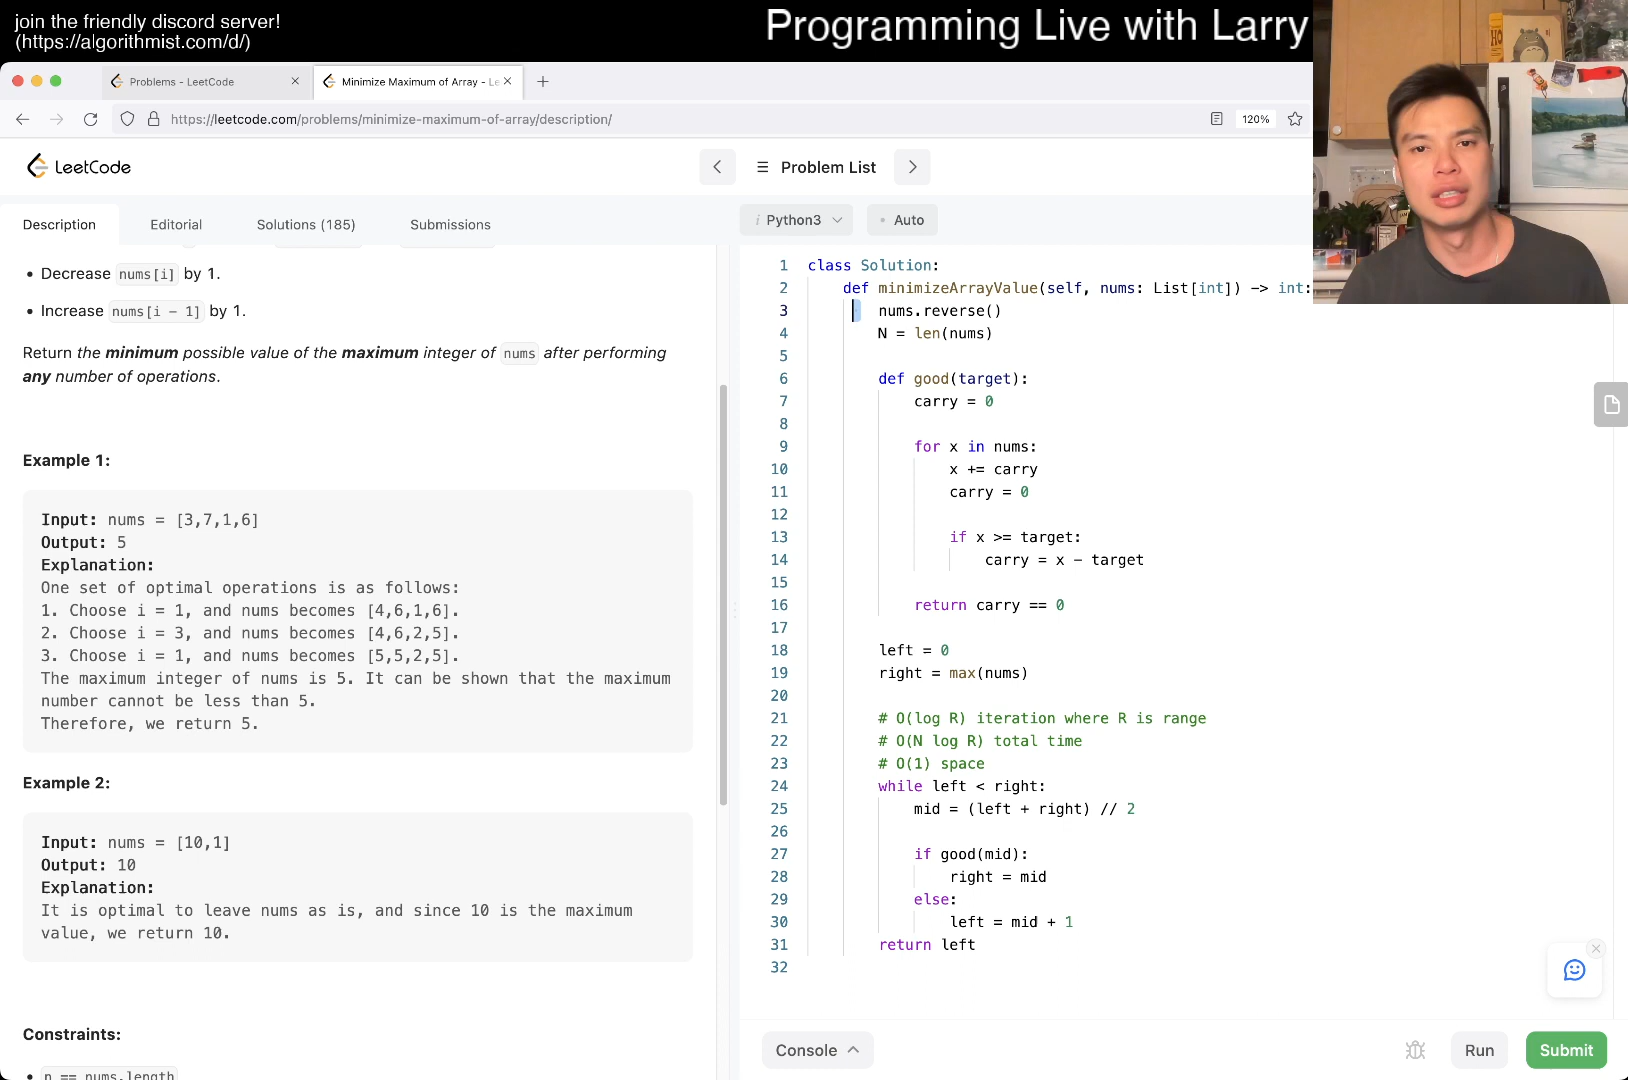 join the friendly discord server!
(https://algorithmist.com/d/)
Programming Live with Larry
Problems - LeetCode
Minimize Maximum of Array - Le
https://leetcode.com/problems/minimize-maximum-of-array/description/
120%
LeetCode
Problem List
Description Editorial Solutions (185) Submissions
• Decrease nums[i] by 1.
• Increase nums[i - 1] by 1.
Return the minimum possible value of the maximum integer of nums after performing
any number of operations.
Example 1:
Input: nums = [3,7,1,6]
Output: 5
Explanation:
One set of optimal operations is as follows:
1. Choose i = 1, and nums becomes [4,6,1,6].
2. Choose i = 3, and nums becomes [4,6,2,5].
3. Choose i = 1, and nums becomes [5,5,2,5].
The maximum integer of nums is 5. It can be shown that the maximum
number cannot be less than 5.
Therefore, we return 5.
Example 2:
Input: nums = [10,1]
Output: 10
Explanation:
It is optimal to leave nums as is, and since 10 is the maximum
value, we return 10.
Constraints:
• n == nums.length
i Python3 • Auto
1 class Solution:
2 def minimizeArrayValue(self, nums: List[int]) -> int:
3 nums.reverse()
4 N = len(nums)
5
6 def good(target):
7 carry = 0
8
9 for x in nums:
10 x += carry
11 carry = 0
12
13 if x >= target:
14 carry = x - target
15
16 return carry == 0
17
18 left = 0
19 right = max(nums)
20
21 # O(log R) iteration where R is range
22 # O(N log R) total time
23 # O(1) space
24 while left < right:
25 mid = (left + right) // 2
26
27 if good(mid):
28 right = mid
29 else:
30 left = mid + 1
31 return left
32
Console Run Submit